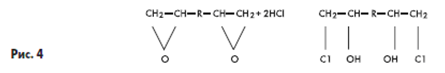 CH₂—CH—R—CH—CH₂ + 2HCl CH₂—CH—R—CH—CH₂
O O Cl OH OH Cl
Рис. 4